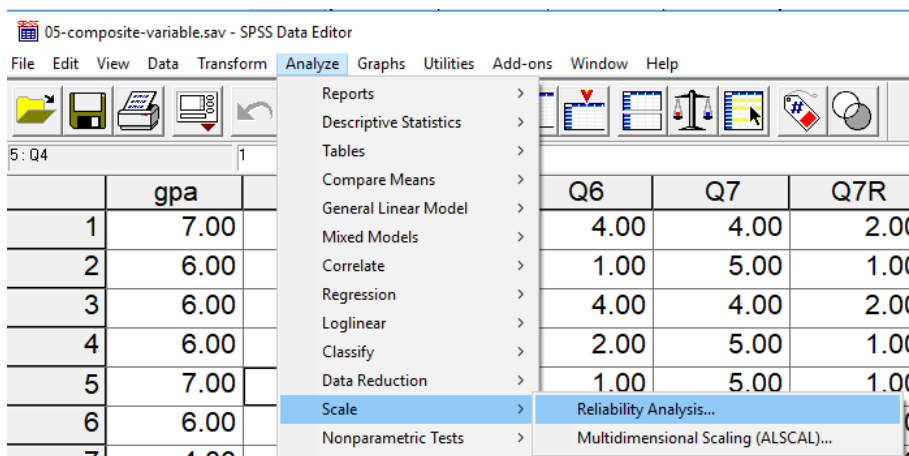 05-composite-variable.sav - SPSS Data Editor
File Edit View Data Transform Analyze Graphs Utilities Add-ons Window Help
5 : Q4 1
gpa Q6 Q7 Q7R
1 7.00 4.00 4.00 2.00
2 6.00 1.00 5.00 1.00
3 6.00 4.00 4.00 2.00
4 6.00 2.00 5.00 1.00
5 7.00 1.00 5.00 1.00
6 6.00
Reports
Descriptive Statistics
Tables
Compare Means
General Linear Model
Mixed Models
Correlate
Regression
Loglinear
Classify
Data Reduction
Scale
Nonparametric Tests
Reliability Analysis...
Multidimensional Scaling (ALSCAL)...